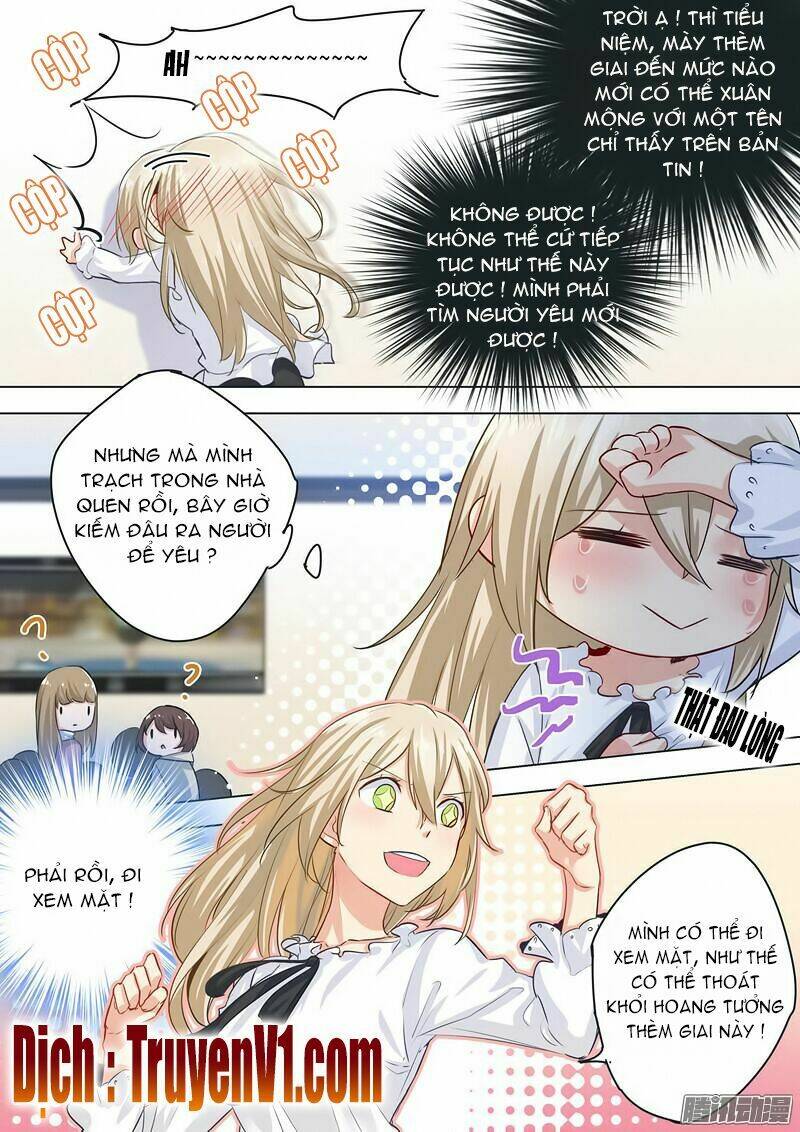 CỘP
AH~~~~~~~~~~~~~~
CỘP
CỘP
CỘP
CỘP
TRỜI Ạ ! THÌ TIỂU
NIỆM, MÀY THÈM
GIAI ĐẾN MỨC NÀO
MỚI CÓ THỂ XUÂN
MỘNG VỚI MỘT TÊN
CHỈ THẤY TRÊN BẢN
TIN !
KHÔNG ĐƯỢC !
KHÔNG THỂ CỨ TIẾP
TỤC NHƯ THẾ NÀY
ĐƯỢC ! MÌNH PHẢI
TÌM NGƯỜI YÊU MỚI
ĐƯỢC !
NHƯNG MÀ MÌNH
TRẠCH TRONG NHÀ
QUEN RỒI, BÂY GIỜ
KIẾM ĐÂU RA NGƯỜI
ĐỂ YÊU ?
?
?
THẬT ĐAU LÒNG
PHẢI RỒI, ĐI
XEM MẶT !
MÌNH CÓ THỂ ĐI
XEM MẶT, NHƯ THẾ
CÓ THỂ THOÁT
KHỎI HOANG TƯỞNG
THÈM GIAI NÀY !
Dịch : TruyenV1.com
腾讯动漫